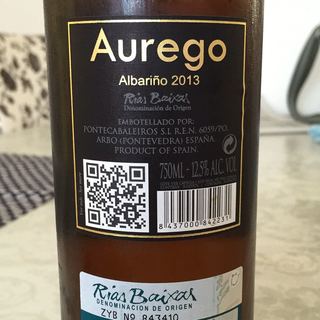 Aurego
Albariño 2013
Rías Baixas
Denominación de Origen
EMBOTELLADO POR:
PONTECABALEIROS S.L R.E.N. 6059/PO.
ARBO (PONTEVEDRA) ESPAÑA
PRODUCT OF SPAIN
750ML - 12,5% ALC. VOL
8 437000 842231
Rías Baixas
DENOMINACION DE ORIGEN
ZYB Nº 843410